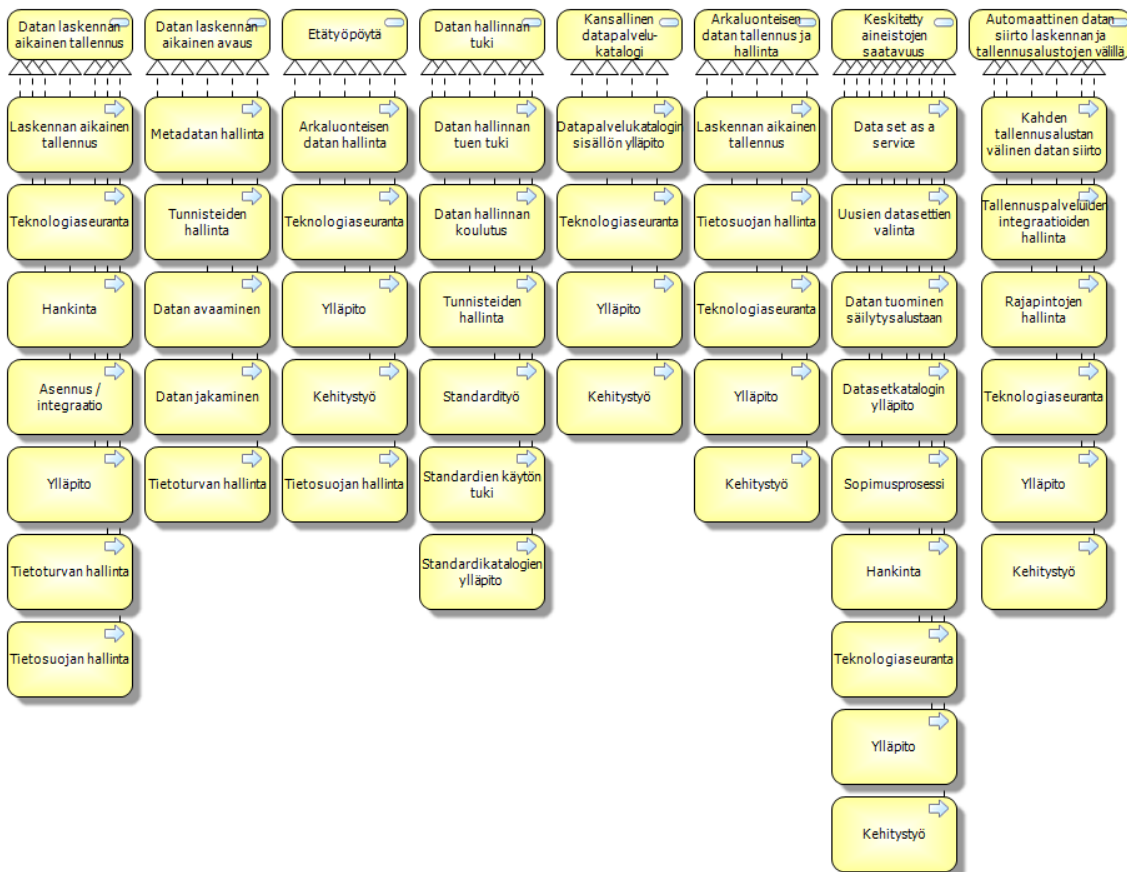 Datan laskennan
aikainen tallennus
Datan laskennan
aikainen avaus
Etätyöpöytä
Datan hallinnan
tuki
Kansallinen
datapalvelu-
katalogi
Arkaluonteisen
datan tallennus ja
hallinta
Keskitetty
aineistojen
saatavuus
Automaattinen datan
siirto laskennan ja
tallennusalustojen välillä
Laskennan aikainen
tallennus
Metadatan hallinta
Arkaluonteisen
datan hallinta
Datan hallinnan
tuen tuki
Datapalvelukatalogin
sisällön ylläpito
Laskennan aikainen
tallennus
Data set as a
service
Kahden
tallennusalustan
välinen datan siirto
Teknologiaseuranta
Tunnisteiden
hallinta
Teknologiaseuranta
Datan hallinnan
koulutus
Teknologiaseuranta
Tietosuojan hallinta
Uusien datasettien
valinta
Tallennuspalveluiden
integraatioiden
hallinta
Hankinta
Datan avaaminen
Ylläpito
Tunnisteiden
hallinta
Ylläpito
Teknologiaseuranta
Datan tuominen
säilytysalustaan
Rajapintojen
hallinta
Asennus /
integraatio
Datan jakaminen
Kehitystyö
Standardityö
Kehitystyö
Ylläpito
Datasetkatalogin
ylläpito
Teknologiaseuranta
Ylläpito
Tietoturvan hallinta
Tietosuojan hallinta
Standardien käytön
tuki
Kehitystyö
Sopimusprosessi
Ylläpito
Tietoturvan hallinta
Standardikatalogien
ylläpito
Hankinta
Kehitystyö
Tietosuojan hallinta
Teknologiaseuranta
Ylläpito
Kehitystyö